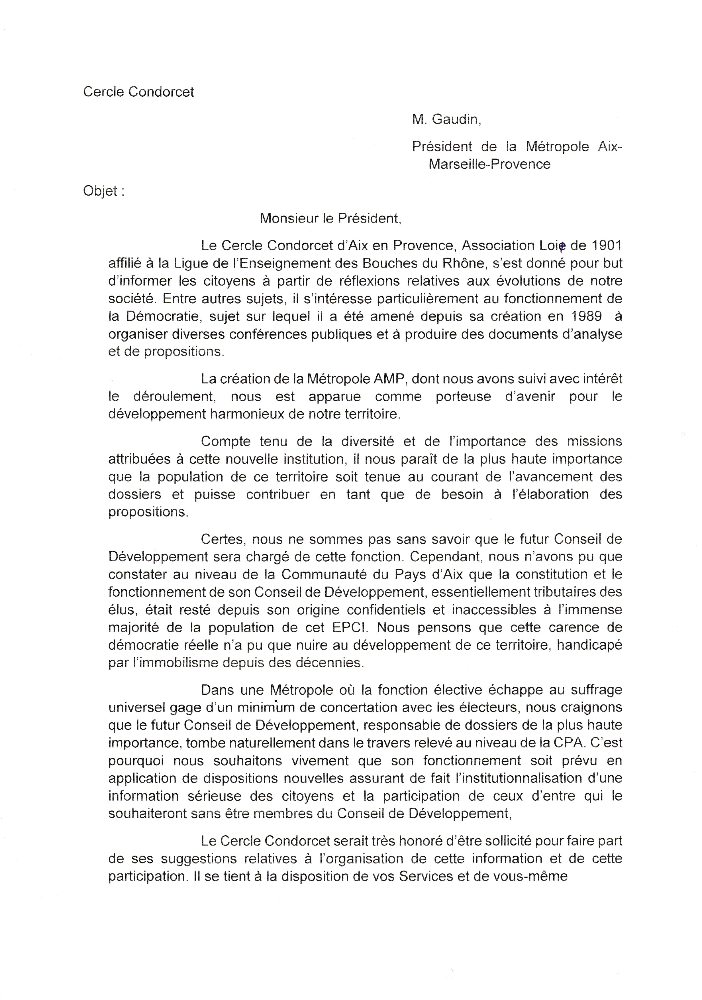 Cercle Condorcet
M. Gaudin,
Président de la Métropole Aix-
Marseille-Provence
Objet :
Monsieur le Président,
Le Cercle Condorcet d'Aix en Provence, Association Loie de 1901
affilié à la Ligue de l'Enseignement des Bouches du Rhône, s'est donné pour but
d'informer les citoyens à partir de réflexions relatives aux évolutions de notre
société. Entre autres sujets, il s'intéresse particulièrement au fonctionnement de
la Démocratie, sujet sur lequel il a été amené depuis sa création en 1989 à
organiser diverses conférences publiques et à produire des documents d'analyse
et de propositions.
La création de la Métropole AMP, dont nous avons suivi avec intérêt
le déroulement, nous est apparue comme porteuse d'avenir pour le
développement harmonieux de notre territoire.
Compte tenu de la diversité et de l'importance des missions
attribuées à cette nouvelle institution, il nous paraît de la plus haute importance
que la population de ce territoire soit tenue au courant de l'avancement des
dossiers et puisse contribuer en tant que de besoin à l'élaboration des
propositions.
Certes, nous ne sommes pas sans savoir que le futur Conseil de
Développement sera chargé de cette fonction. Cependant, nous n'avons pu que
constater au niveau de la Communauté du Pays d'Aix que la constitution et le
fonctionnement de son Conseil de Développement, essentiellement tributaires des
élus, était resté depuis son origine confidentiels et inaccessibles à l'immense
majorité de la population de cet EPCI. Nous pensons que cette carence de
démocratie réelle n'a pu que nuire au développement de ce territoire, handicapé
par l'immobilisme depuis des décennies.
Dans une Métropole où la fonction élective échappe au suffrage
universel gage d'un minimum de concertation avec les électeurs, nous craignons
que le futur Conseil de Développement, responsable de dossiers de la plus haute
importance, tombe naturellement dans le travers relevé au niveau de la CPA. C'est
pourquoi nous souhaitons vivement que son fonctionnement soit prévu en
application de dispositions nouvelles assurant de fait l'institutionnalisation d'une
information sérieuse des citoyens et la participation de ceux d'entre qui le
souhaiteront sans être membres du Conseil de Développement,
Le Cercle Condorcet serait très honoré d'être sollicité pour faire part
de ses suggestions relatives à l'organisation de cette information et de cette
participation. Il se tient à la disposition de vos Services et de vous-même